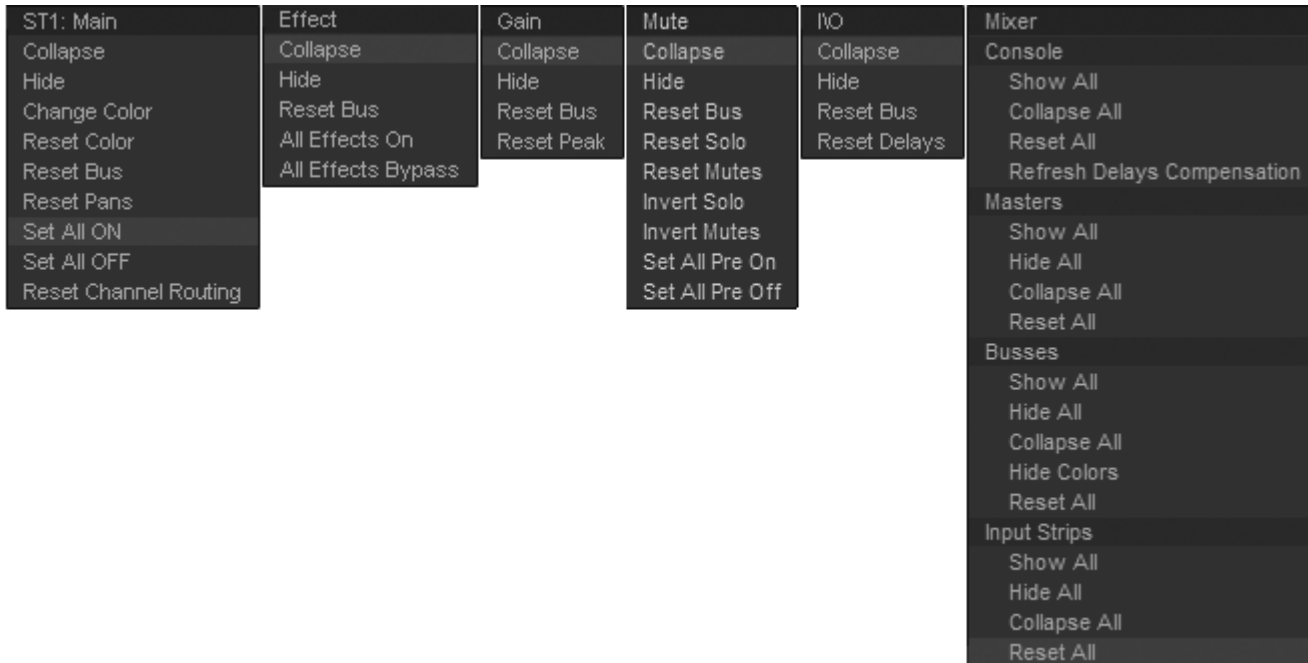 ST1: Main
Collapse
Hide
Change Color
Reset Color
Reset Bus
Reset Pans
Set All ON
Set All OFF
Reset Channel Routing
Effect
Collapse
Hide
Reset Bus
All Effects On
All Effects Bypass
Gain
Collapse
Hide
Reset Bus
Reset Peak
Mute
Collapse
Hide
Reset Bus
Reset Solo
Reset Mutes
Invert Solo
Invert Mutes
Set All Pre On
Set All Pre Off
I\O
Collapse
Hide
Reset Bus
Reset Delays
Mixer
Console
Show All
Collapse All
Reset All
Refresh Delays Compensation
Masters
Show All
Hide All
Collapse All
Reset All
Busses
Show All
Hide All
Collapse All
Hide Colors
Reset All
Input Strips
Show All
Hide All
Collapse All
Reset All